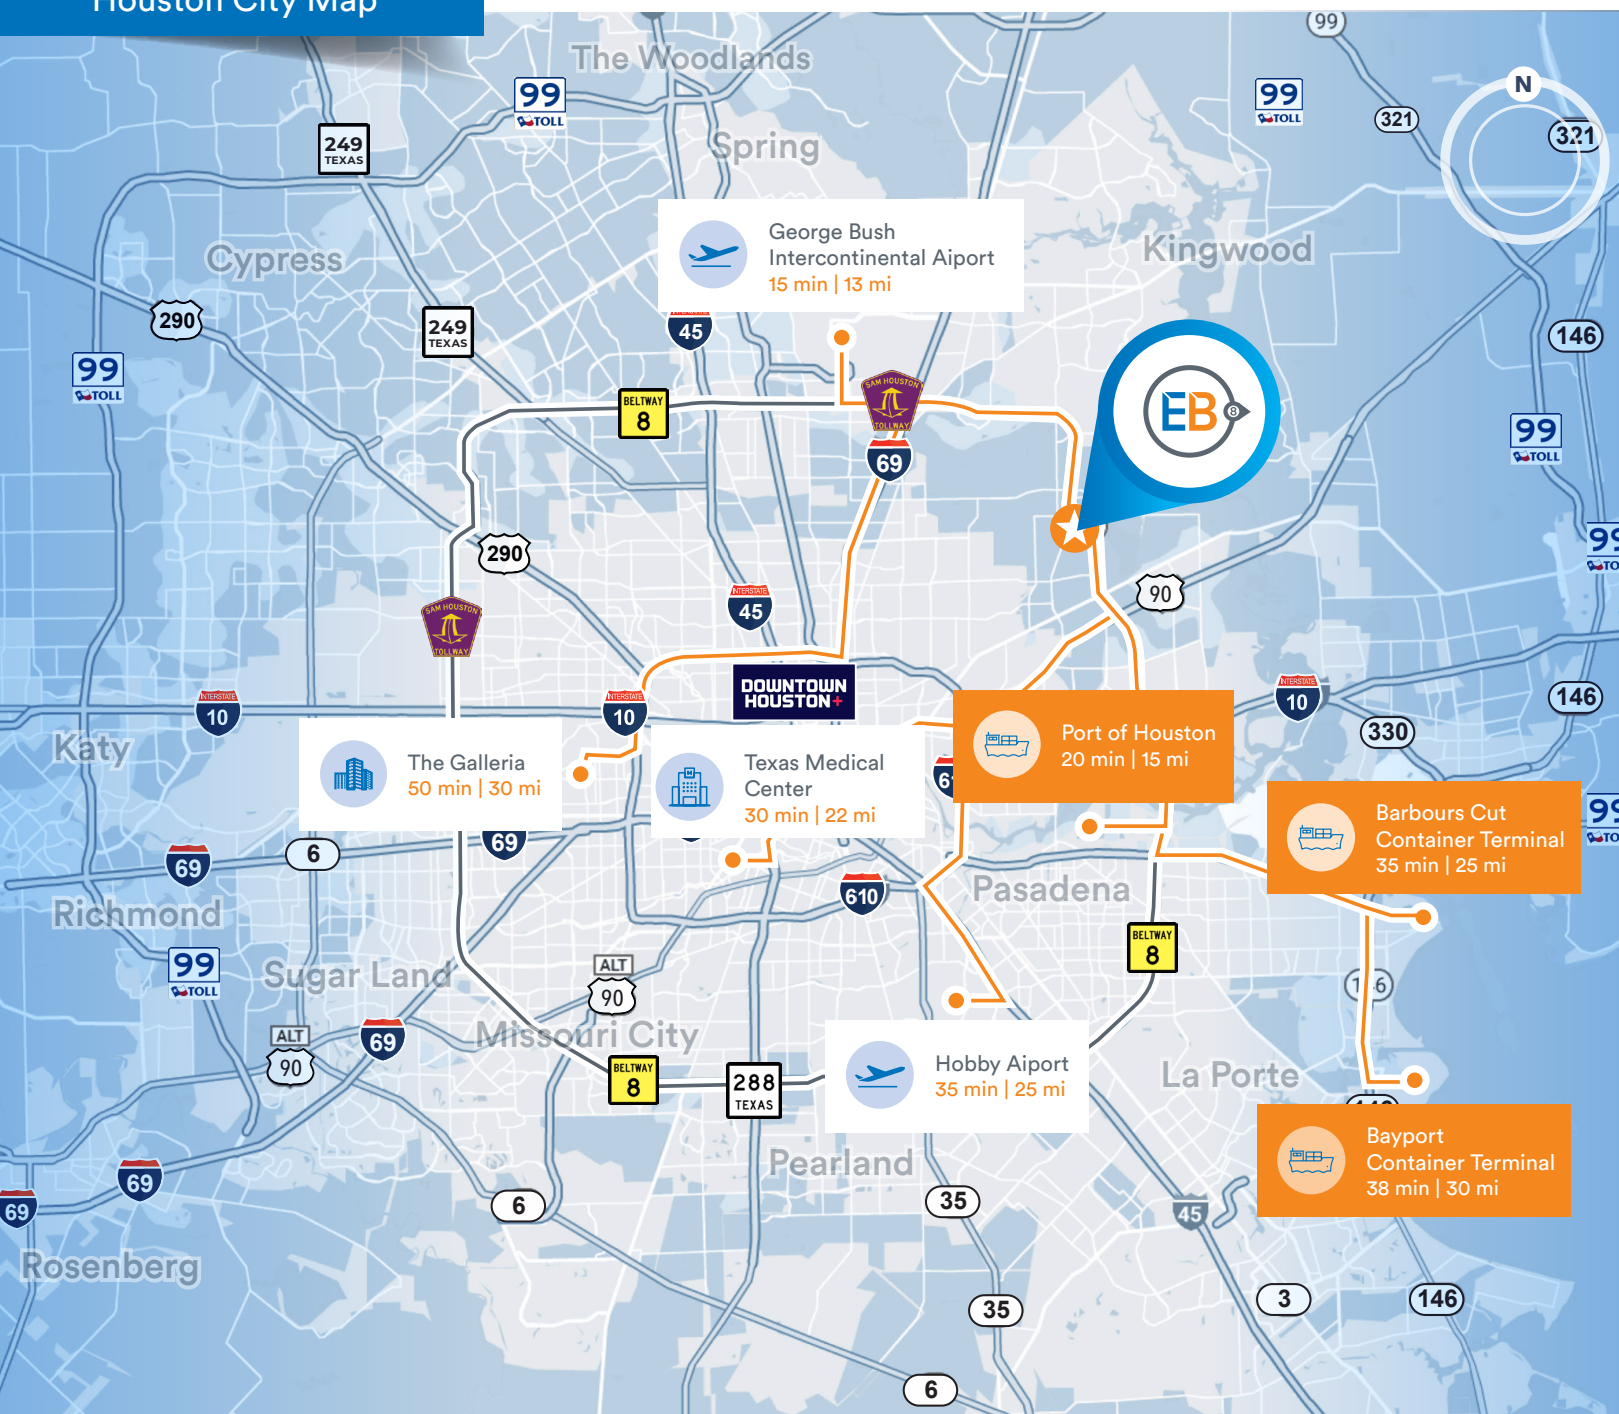 Houston City Map
99
The Woodlands
99
TOLL
99
TOLL
N
321
321
249
TEXAS
Spring
George Bush
Intercontinental Aiport
15 min | 13 mi
Kingwood
Cypress
290
249
TEXAS
45
146
99
TOLL
SAM HOUSTON
TOLLWAY
BELTWAY
8
EB
8
99
TOLL
69
290
99
INTERSTATE
45
90
SAM HOUSTON
TOLLWAY
DOWNTOWN
HOUSTON+
INTERSTATE
10
INTERSTATE
10
INTERSTATE
10
146
330
Katy
The Galleria
50 min | 30 mi
Texas Medical
Center
30 min | 22 mi
Port of Houston
20 min | 15 mi
Barbours Cut
Container Terminal
35 min | 25 mi
99
69
69
6
610
Pasadena
Richmond
BELTWAY
8
99
TOLL
Sugar Land
ALT
90
146
Missouri City
ALT
90
69
BELTWAY
8
288
TEXAS
Hobby Aiport
35 min | 25 mi
La Porte
Bayport
Container Terminal
38 min | 30 mi
Pearland
69
69
6
35
45
Rosenberg
3
146
35
6